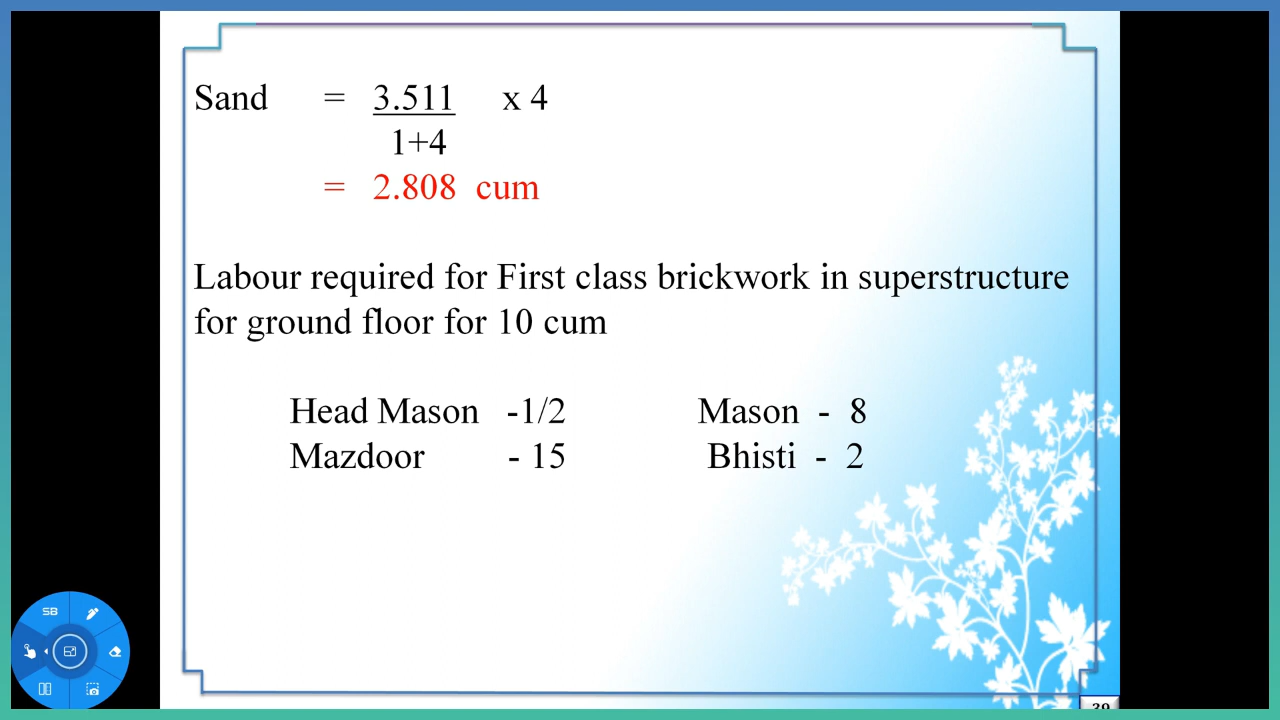 Sand = 3.511 x 4
1+4
= 2.808 cum
Labour required for First class brickwork in superstructure
for ground floor for 10 cum
Head Mason -1/2 Mason - 8
Mazdoor - 15 Bhisti - 2
SB
39